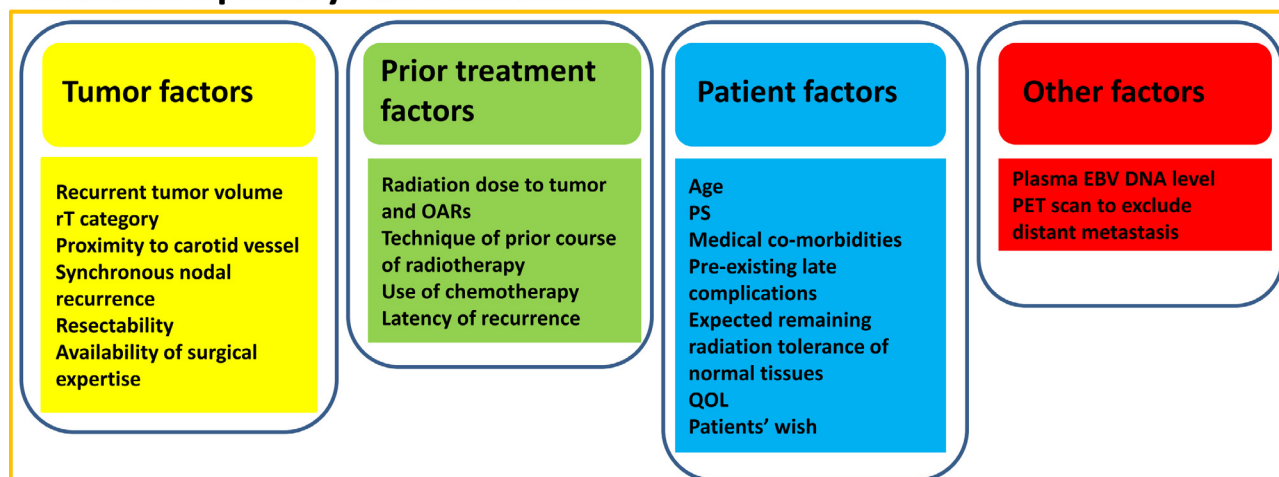 Tumor factors
Recurrent tumor volume
rT category
Proximity to carotid vessel
Synchronous nodal
recurrence
Resectability
Availability of surgical
expertise
Prior treatment
factors
Radiation dose to tumor
and OARs
Technique of prior course
of radiotherapy
Use of chemotherapy
Latency of recurrence
Patient factors
Age
PS
Medical co-morbidities
Pre-existing late
complications
Expected remaining
radiation tolerance of
normal tissues
QOL
Patients’ wish
Other factors
Plasma EBV DNA level
PET scan to exclude
distant metastasis